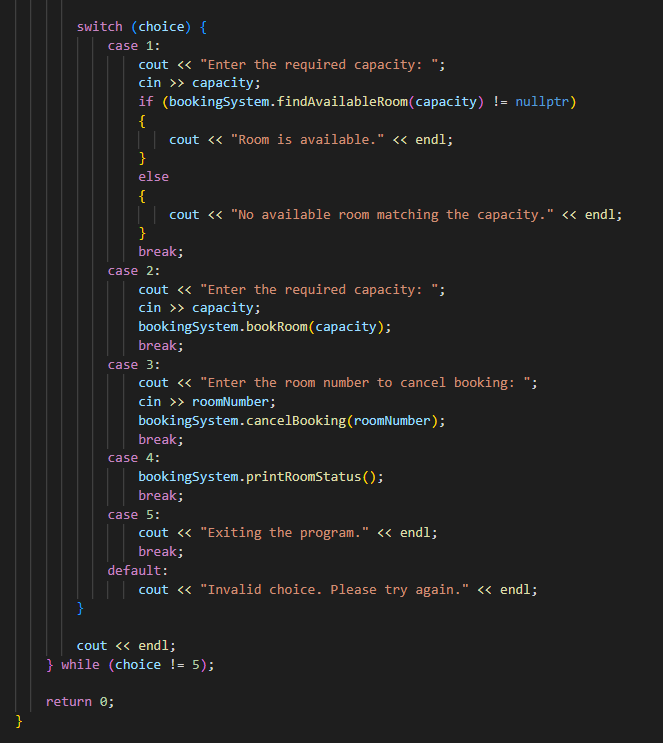 switch (choice) {
case 1:
cout << "Enter the required capacity: ";
cin >> capacity;
if (bookingSystem.findAvailableRoom(capacity) != nullptr)
{
cout << "Room is available." << endl;
}
else
{
cout << "No available room matching the capacity." << endl;
}
break;
case 2:
cout << "Enter the required capacity: ";
cin >> capacity;
bookingSystem.bookRoom(capacity);
break;
case 3:
cout << "Enter the room number to cancel booking: ";
cin >> roomNumber;
bookingSystem.cancelBooking(roomNumber);
break;
case 4:
bookingSystem.printRoomStatus();
break;
case 5:
cout << "Exiting the program." << endl;
break;
default:
cout << "Invalid choice. Please try again." << endl;
}
cout << endl;
} while (choice != 5);
return 0;
}